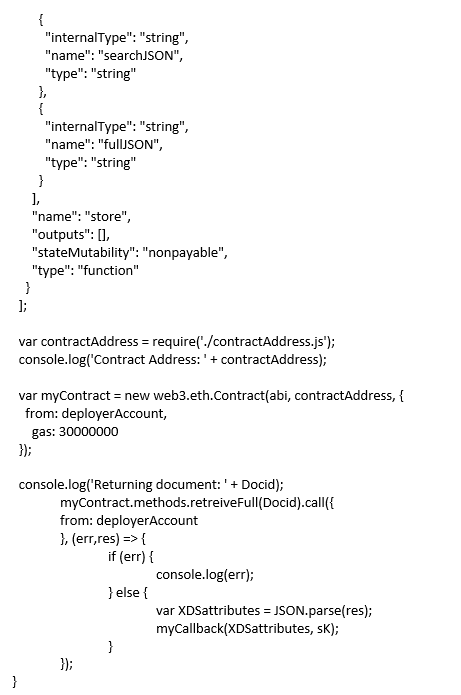 {
"internalType": "string",
"name": "searchJSON",
"type": "string"
},
{
"internalType": "string",
"name": "fullJSON",
"type": "string"
}
],
"name": "store",
"outputs": [],
"stateMutability": "nonpayable",
"type": "function"
}
];
var contractAddress = require('./contractAddress.js');
console.log('Contract Address: ' + contractAddress);
var myContract = new web3.eth.Contract(abi, contractAddress, {
from: deployerAccount,
gas: 30000000
});
console.log('Returning document: ' + Docid);
myContract.methods.retreiveFull(Docid).call({
from: deployerAccount
}, (err,res) => {
if (err) {
console.log(err);
} else {
var XDSattributes = JSON.parse(res);
myCallback(XDSattributes, sK);
}
});
}